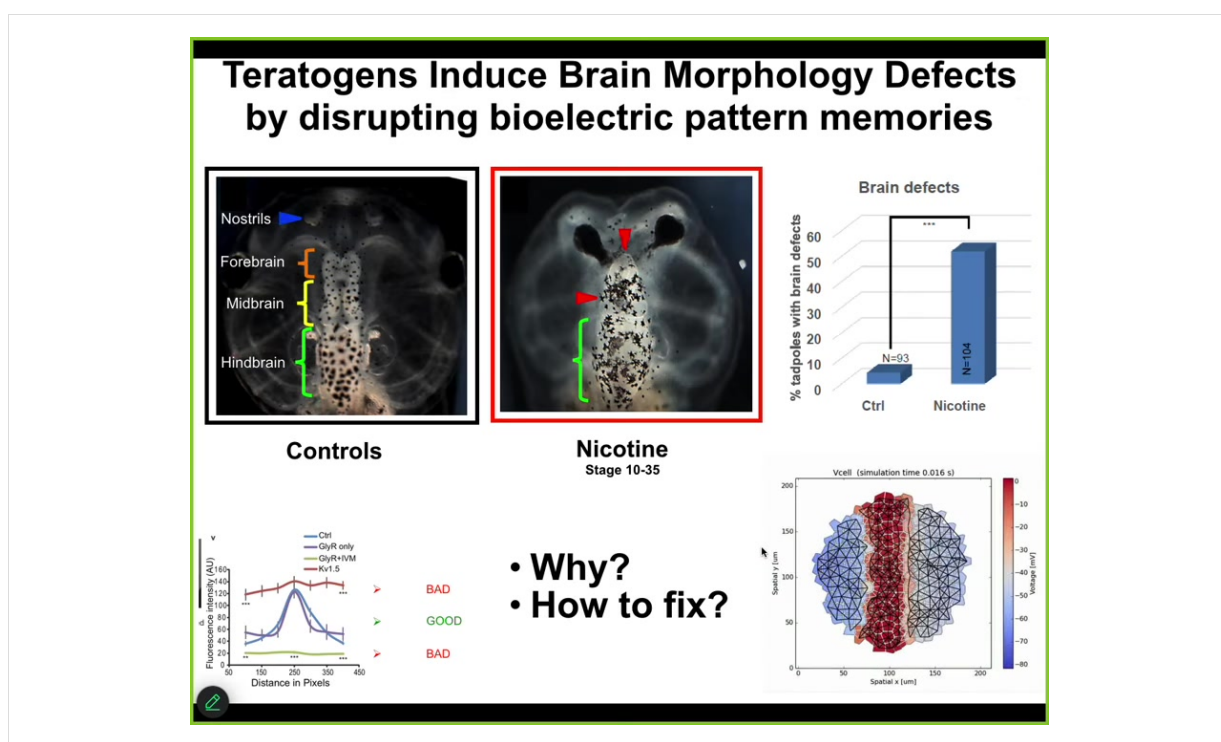 Teratogens Induce Brain Morphology Defects
by disrupting bioelectric pattern memories
Nostrils
Forebrain
Midbrain
Hindbrain
Controls
Nicotine
Stage 10-35
Brain defects
% tadpoles with brain defects
60
50
40
30
20
10
0
***
N=93
N=104
Ctrl
Nicotine
Ctrl
GlyR only
GlyR+IVM
Kv1.5
Fluorescence intensity (AU)
160
140
120
100
80
60
40
20
0
***
***
**
***
***
50
150
250
350
450
Distance in Pixels
BAD
GOOD
BAD
• Why?
• How to fix?
Vcell (simulation time 0.016 s)
Spatial y [um
200
150
100
50
0
0
50
100
150
200
Spatial x [um]
0
−10
−20
−30
−40
−50
−60
−70
−80
Voltage [mV]